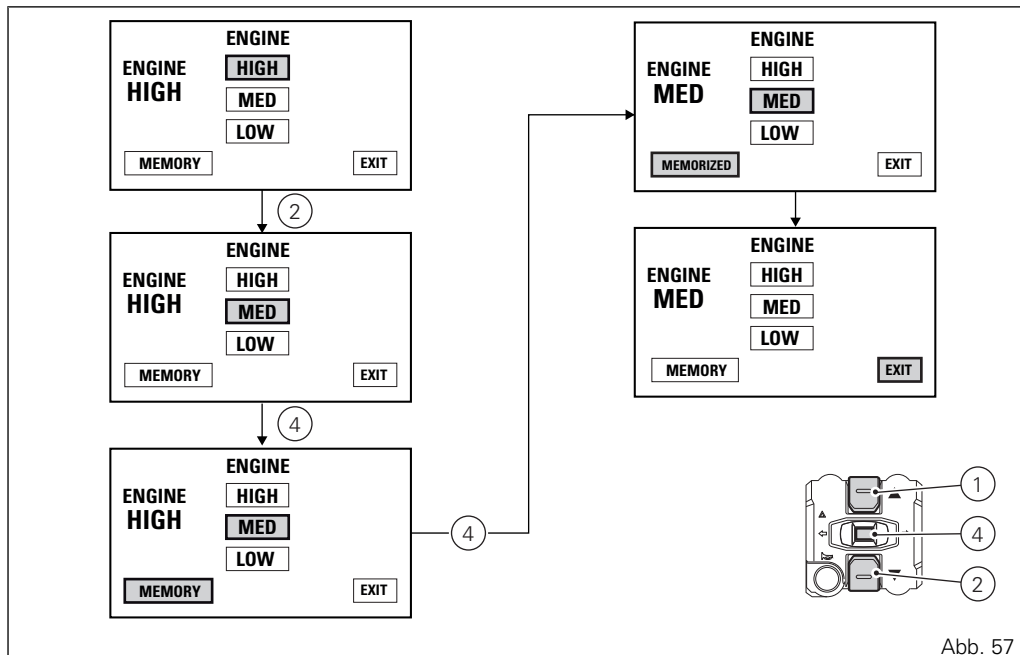 ENGINE
ENGINE
HIGH
HIGH
MED
LOW
MEMORY
EXIT
2
ENGINE
ENGINE
HIGH
HIGH
MED
LOW
MEMORY
EXIT
4
ENGINE
ENGINE
HIGH
HIGH
MED
LOW
MEMORY
EXIT
4
ENGINE
ENGINE
MED
HIGH
MED
LOW
MEMORIZED
EXIT
ENGINE
ENGINE
MED
HIGH
MED
LOW
MEMORY
EXIT
1
4
2
Abb. 57